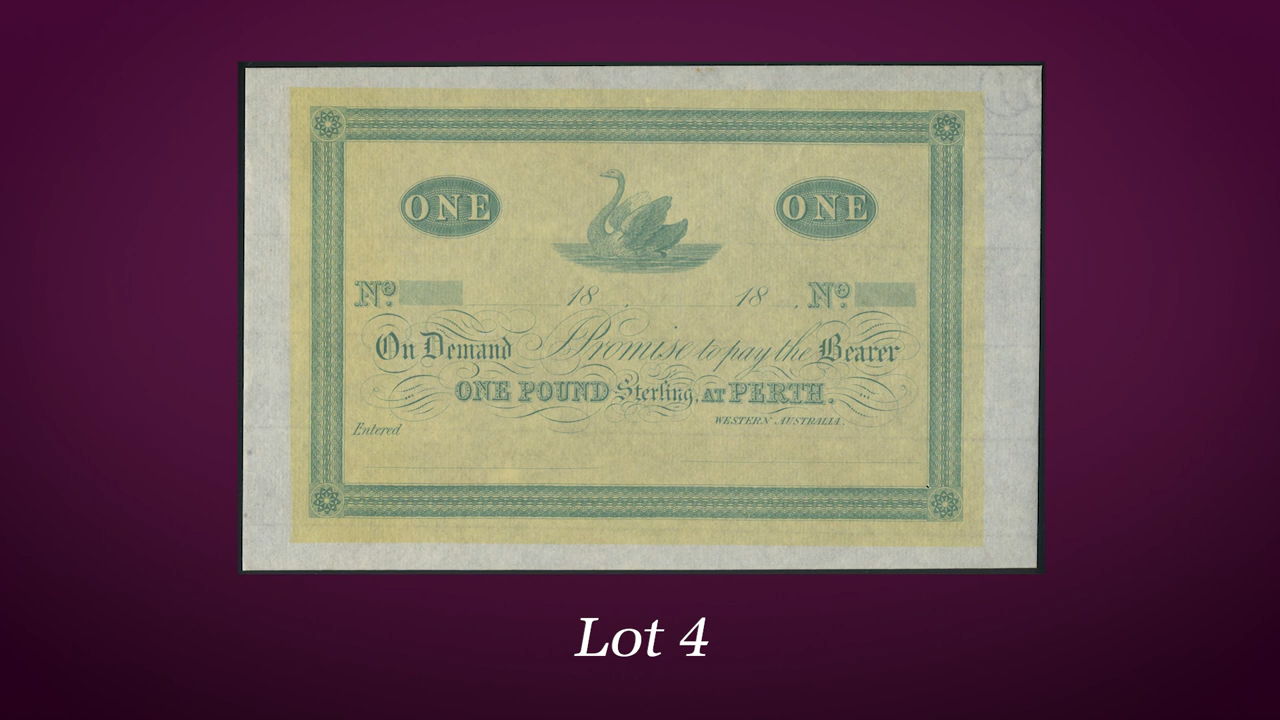 ONE ONE
Nº 18 , 18 , Nº
On Demand I Promise to pay the Bearer
ONE POUND Sterling, AT PERTH.
WESTERN AUSTRALIA.
Entered
Lot 4